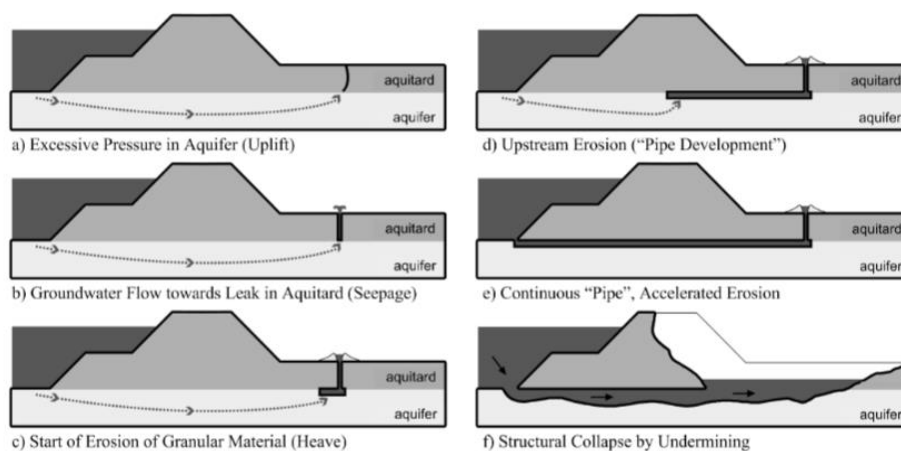 aquitard
aquifer
a) Excessive Pressure in Aquifer (Uplift)
aquitard
aquifer
b) Groundwater Flow towards Leak in Aquitard (Seepage)
aquitard
aquifer
c) Start of Erosion of Granular Material (Heave)
aquitard
aquifer
d) Upstream Erosion (“Pipe Development”)
aquitard
aquifer
e) Continuous “Pipe”, Accelerated Erosion
aquitard
aquifer
f) Structural Collapse by Undermining